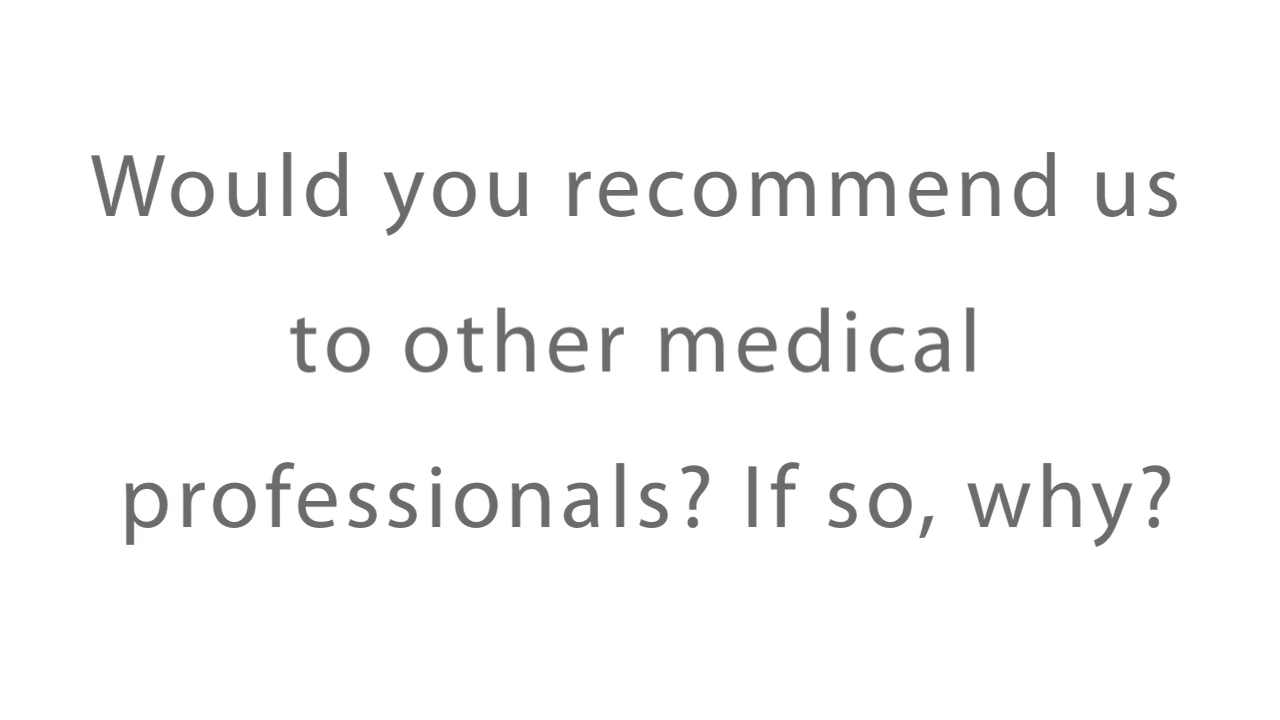 Would you recommend us
to other medical
professionals? If so, why?